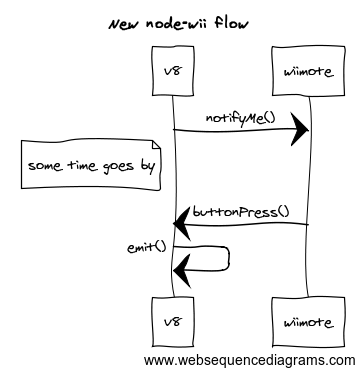 New node-wii flow
v8
wiimote
notifyMe()
some time goes by
buttonPress()
emit()
v8
wiimote
www.websequencediagrams.com